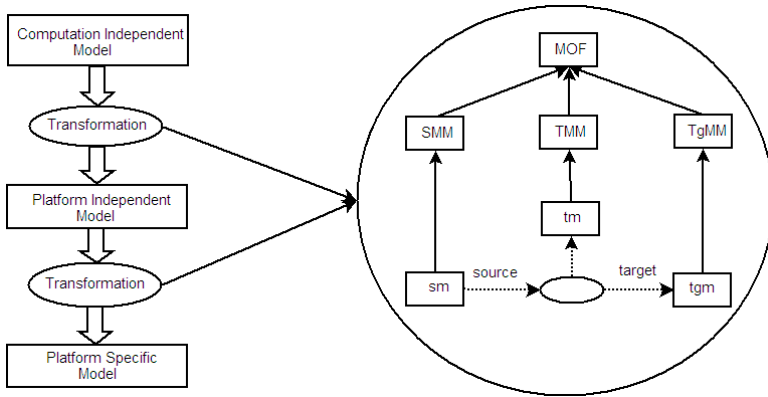 Computation Independent
Model
Transformation
Platform Independent
Model
Transformation
Platform Specific
Model
MOF
SMM
TMM
TgMM
tm
source
target
sm
tgm